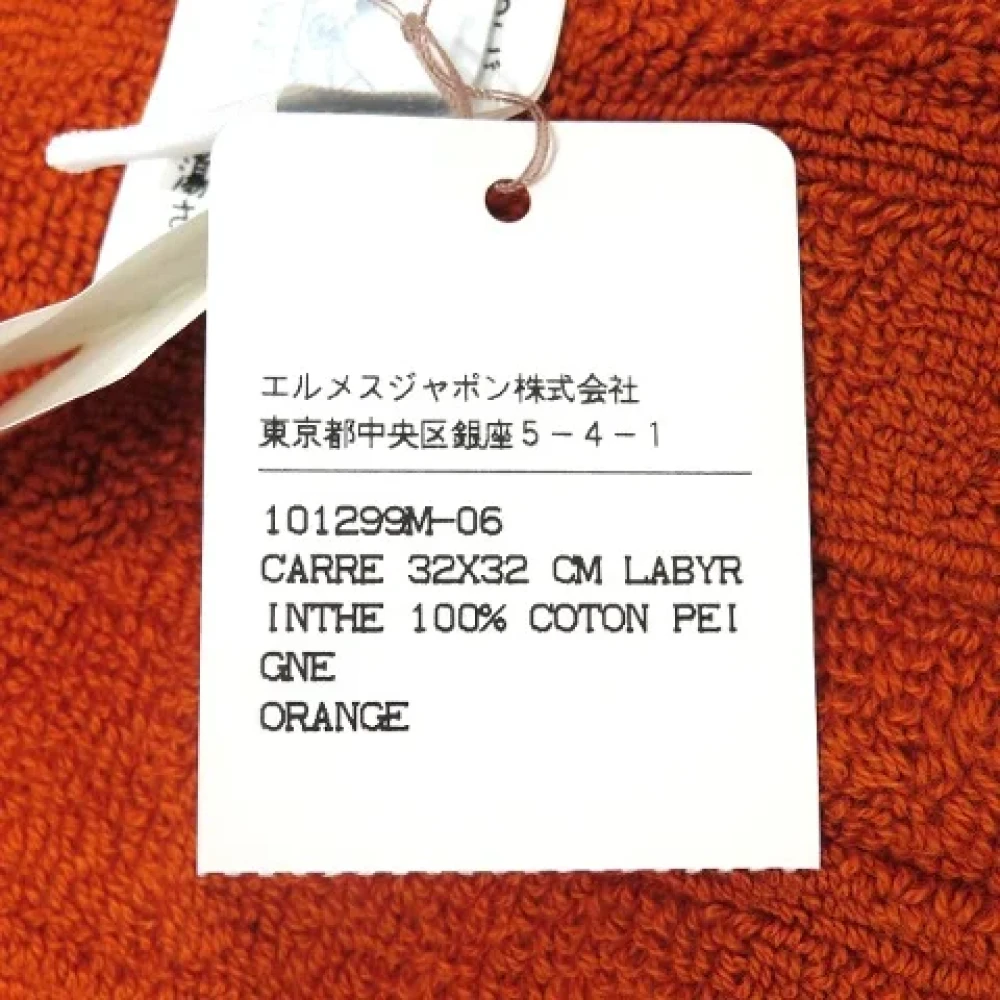 エルメスジャポン株式会社
東京都中央区銀座5-4-1
101299M-06
CARRE 32X32 CM LABYR
INTHE 100% COTON PEI
GNE
ORANGE